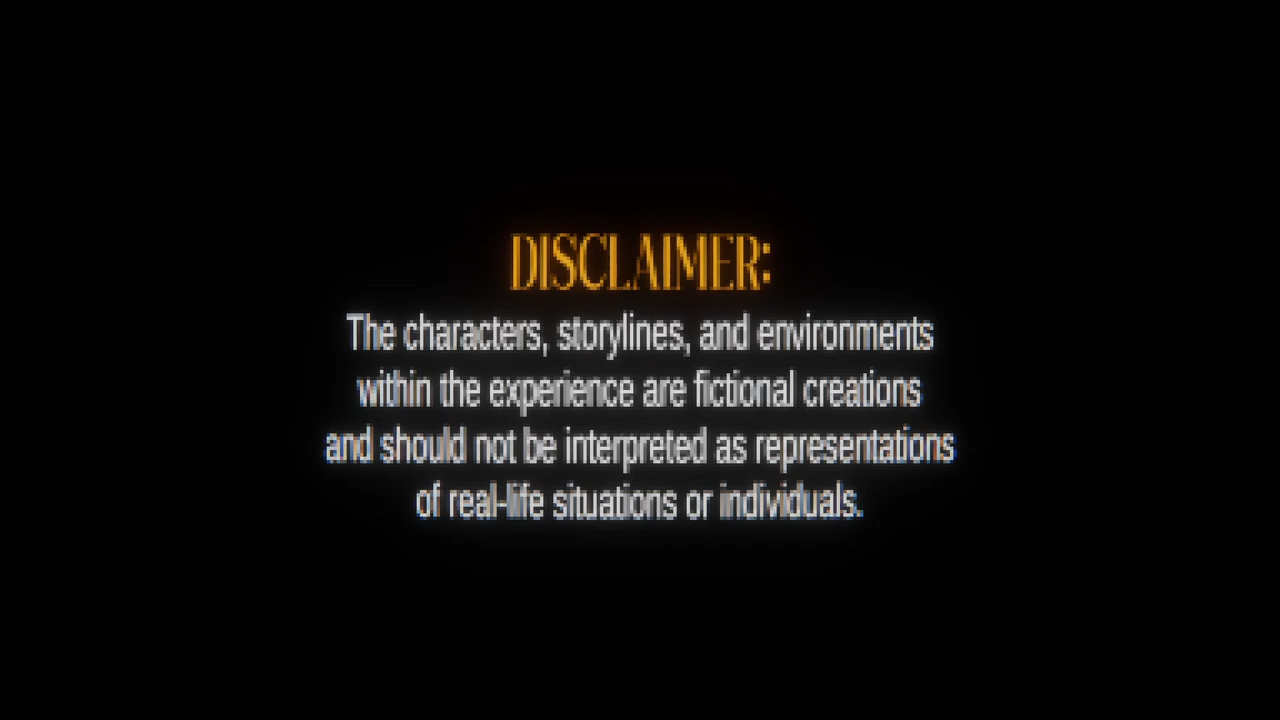 DISCLAIMER:
The characters, storylines, and environments
within the experience are fictional creations
and should not be interpreted as representations
of real-life situations or individuals.